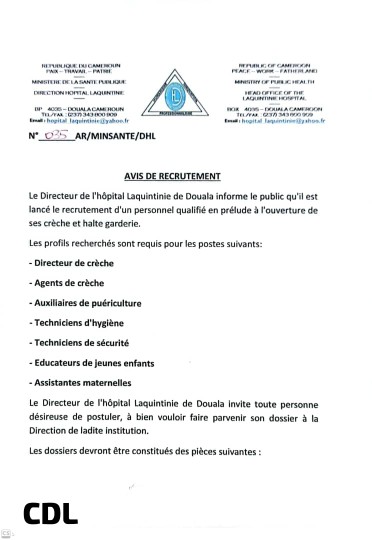 REPUBLIQUE DU CAMEROUN
PAIX – TRAVAIL – PATRIE
MINISTERE DE LA SANTE PUBLIQUE
DIRECTION HOPITAL LAQUINTINIE
BP 4035 – DOUALA CAMEROUN
TEL/FAX : (237) 343 600 909
Email : hopital_laquintinie@yahoo.fr
REPUBLIC OF CAMEROON
PEACE – WORK – FATHERLAND
MINISTRY OF PUBLIC HEALTH
HEAD OFFICE OF THE
LAQUINTINIE HOSPITAL
BOX 4035 – DOUALA CAMEROON
TEL/FAX : (237) 343 600 909
Email : hopital_laquintinie@yahoo.fr
N° 035 AR/MINSANTE/DHL
AVIS DE RECRUTEMENT
Le Directeur de l'hôpital Laquintinie de Douala informe le public qu'il est
lancé le recrutement d'un personnel qualifié en prélude à l'ouverture de
ses crèche et halte garderie.
Les profils recherchés sont requis pour les postes suivants:
- Directeur de crèche
- Agents de crèche
- Auxiliaires de puériculture
- Techniciens d'hygiène
- Techniciens de sécurité
- Educateurs de jeunes enfants
- Assistantes maternelles
Le Directeur de l'hôpital Laquintinie de Douala invite toute personne
désireuse de postuler, à bien vouloir faire parvenir son dossier à la
Direction de ladite institution.
Les dossiers devront être constitués des pièces suivantes :
CDL
CS